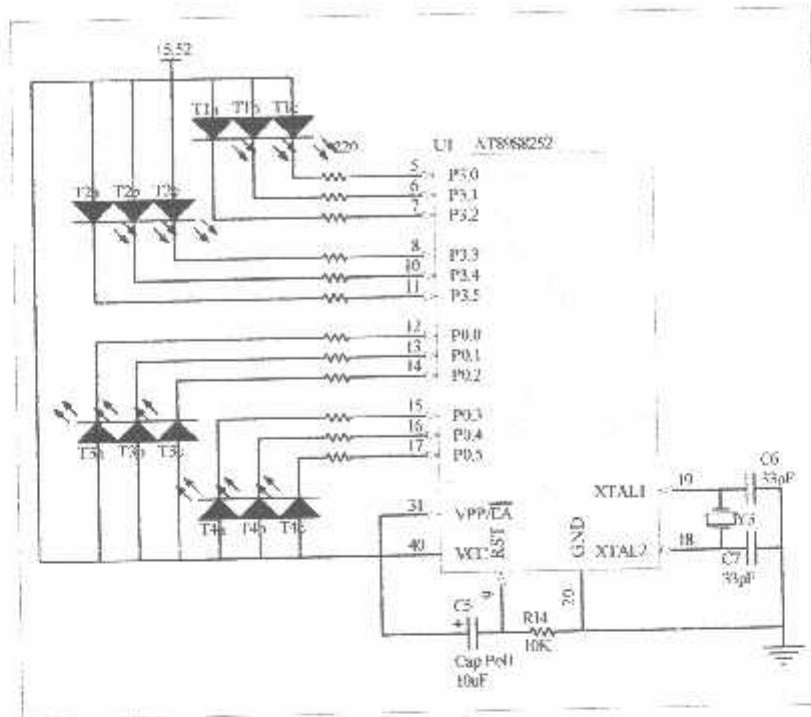 T1a T1b T1c
220
U1 AT89S8252
5 P3.0
6 P3.1
7 P3.2
T2a T2b T2c
8 P3.3
10 P3.4
11 P3.5
12 P0.0
13 P0.1
14 P0.2
15 P0.3
16 P0.4
17 P0.5
T3a T3b T3c
T4a T4b T4c
31 VPP/EA
40 VCC
RST
GND
9
20
XTAL1 19
XTAL2 18
C6
33pF
Y5
C7
33pF
C5
+
Cap Pol1
10uF
R14
10K